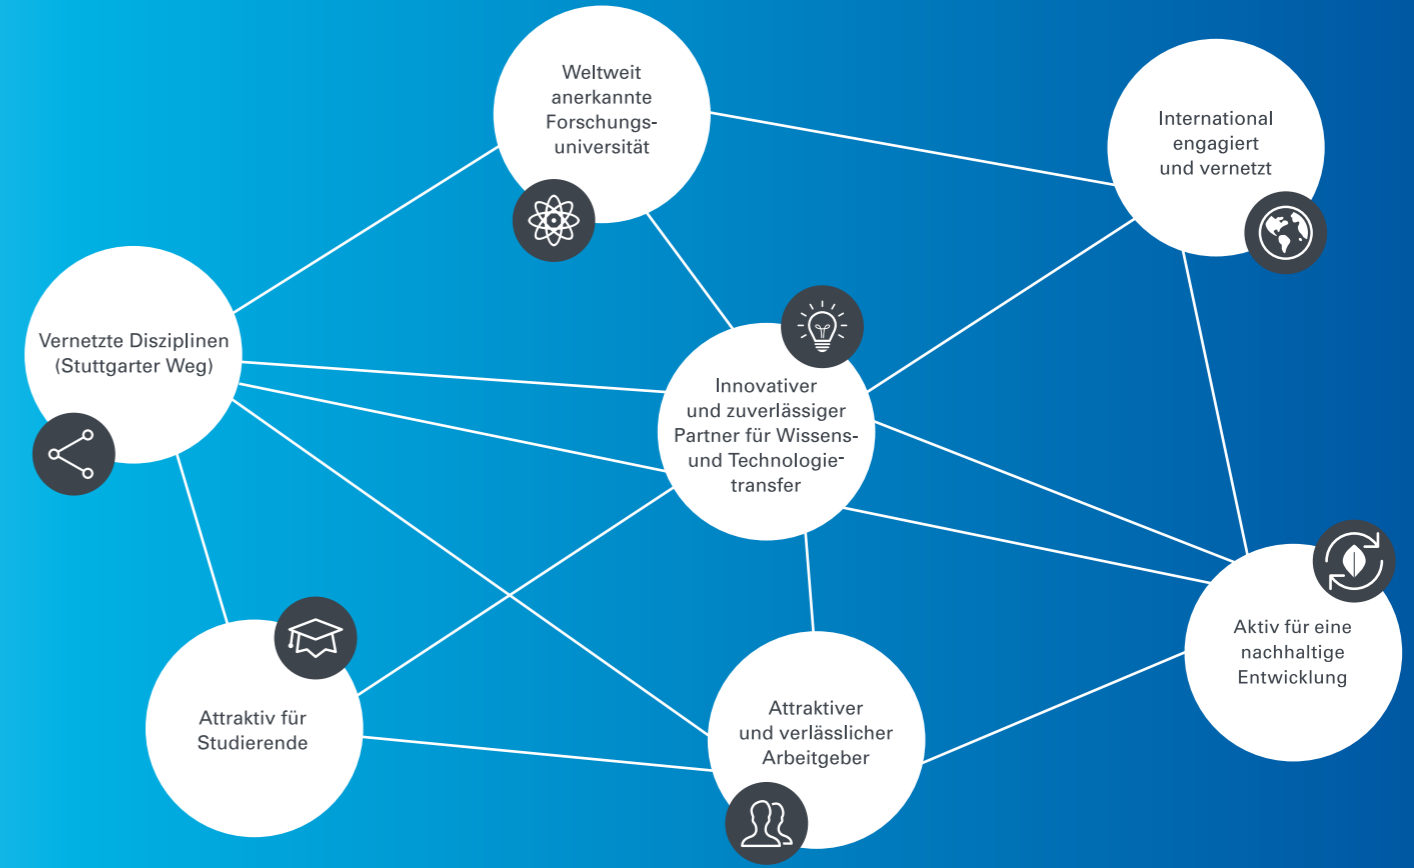 Weltweit
anerkannte
Forschungs-
universität
International
engagiert
und vernetzt
Vernetzte Disziplinen
(Stuttgarter Weg)
Innovativer
und zuverlässiger
Partner für Wissens-
und Technologie-
transfer
Aktiv für eine
nachhaltige
Entwicklung
Attraktiv für
Studierende
Attraktiver
und verlässlicher
Arbeitgeber